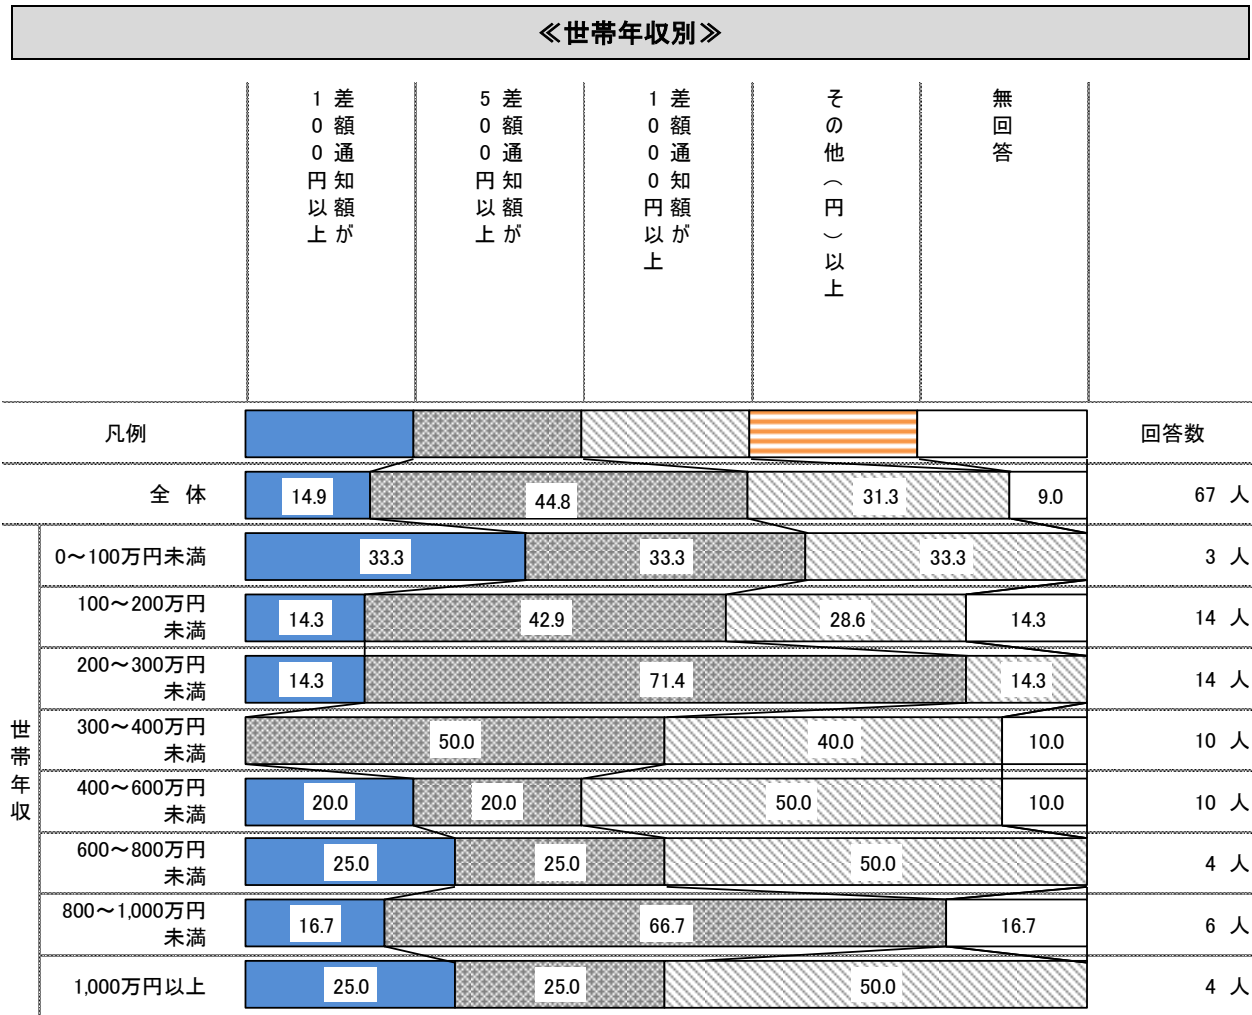 ≪世帯年収別≫
差額通知額が
100円以上
差額通知額が
500円以上
差額通知額が
1000円以上
その他（円）以上
無回答
凡例
回答数
全 体
14.9
44.8
31.3
9.0
67 人
世帯年収
0～100万円未満
33.3
33.3
33.3
3 人
100～200万円
未満
14.3
42.9
28.6
14.3
14 人
200～300万円
未満
14.3
71.4
14.3
14 人
300～400万円
未満
50.0
40.0
10.0
10 人
400～600万円
未満
20.0
20.0
50.0
10.0
10 人
600～800万円
未満
25.0
25.0
50.0
4 人
800～1,000万円
未満
16.7
66.7
16.7
6 人
1,000万円以上
25.0
25.0
50.0
4 人